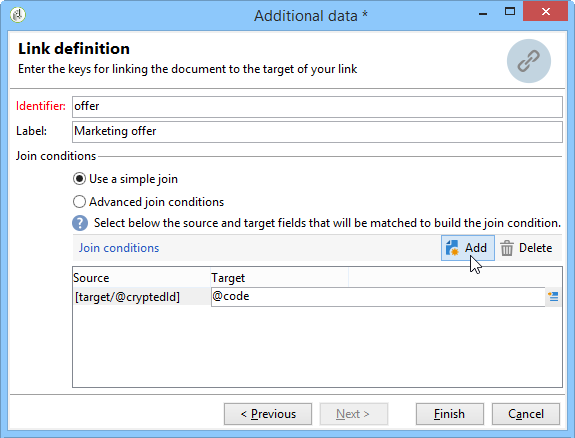 Additional data *
Link definition
Enter the keys for linking the document to the target of your link
Identifier: offer
Label: Marketing offer
Join conditions
Use a simple join
Advanced join conditions
? Select below the source and target fields that will be matched to build the join condition.
Join conditions Add Delete
Source Target
[target/@cryptedId] @code
< Previous Next > Finish Cancel